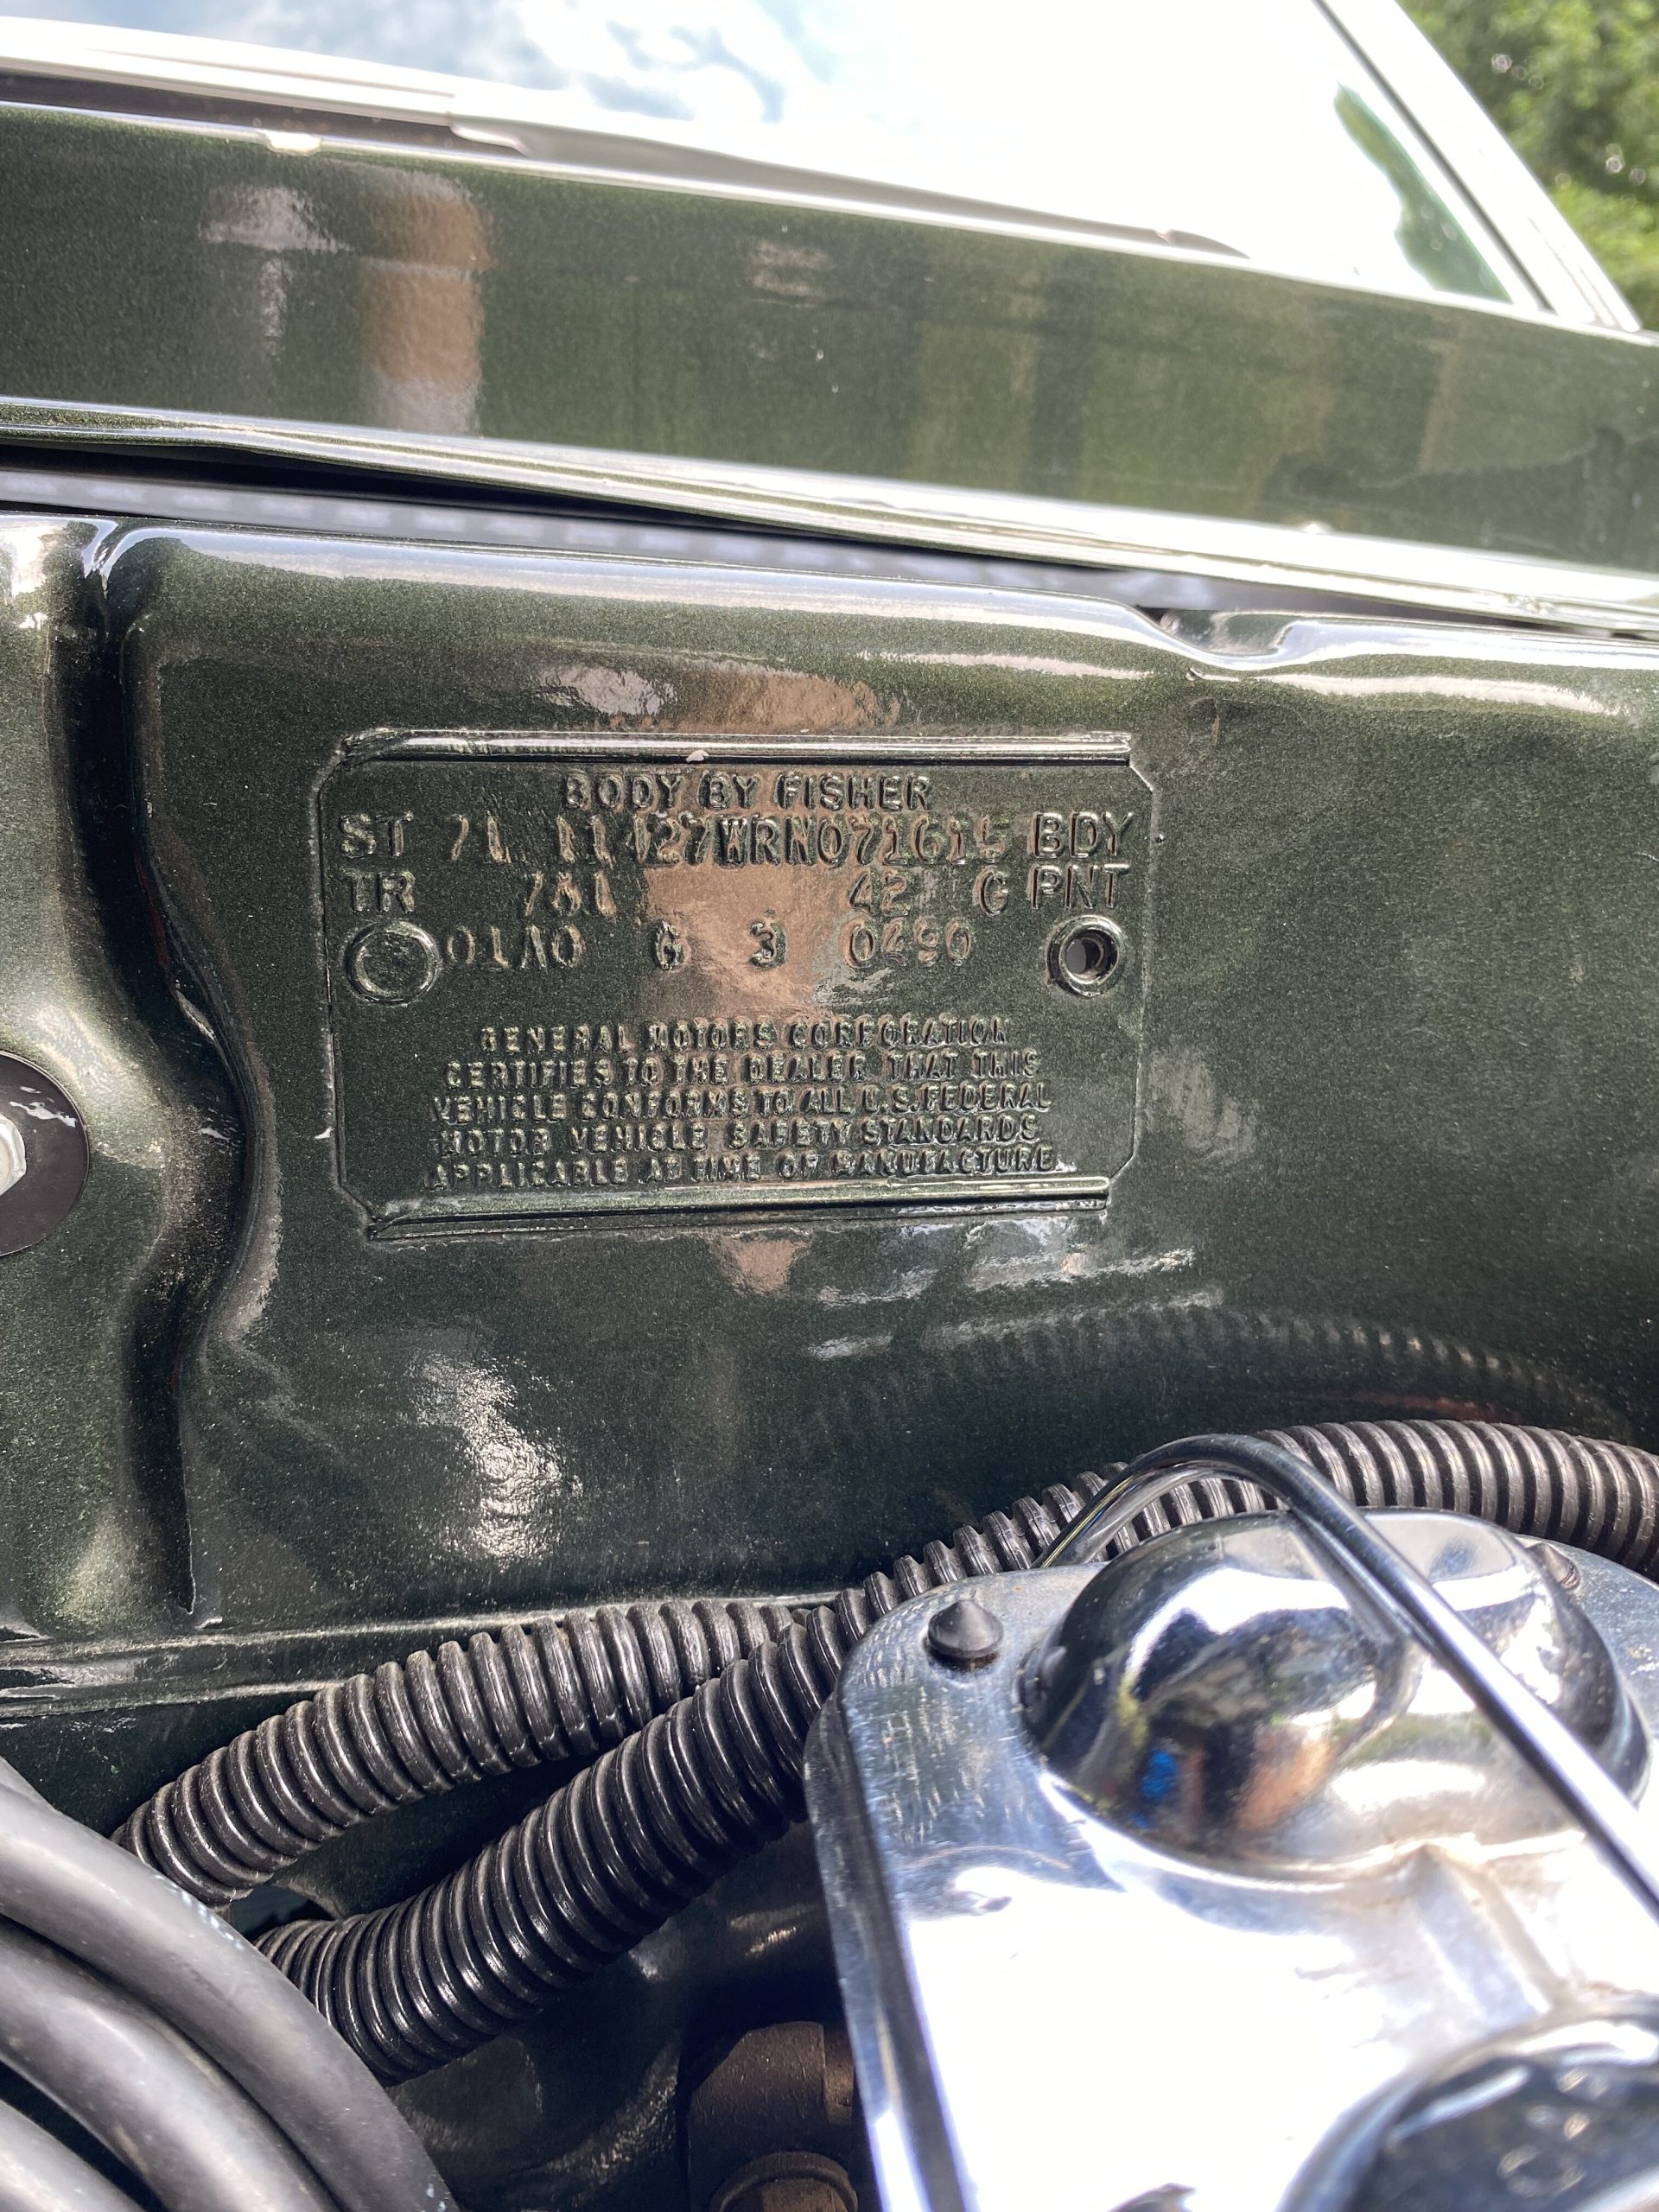 BODY BY FISHER
ST 71 11427WRN071615 BDY
TR 781 42 G PNT
01A0 G 3 0490
GENERAL MOTORS CORPORATION
CERTIFIES TO THE DEALER THAT THIS
VEHICLE CONFORMS TO ALL U.S. FEDERAL
MOTOR VEHICLE SAFETY STANDARDS
APPLICABLE AT TIME OF MANUFACTURE